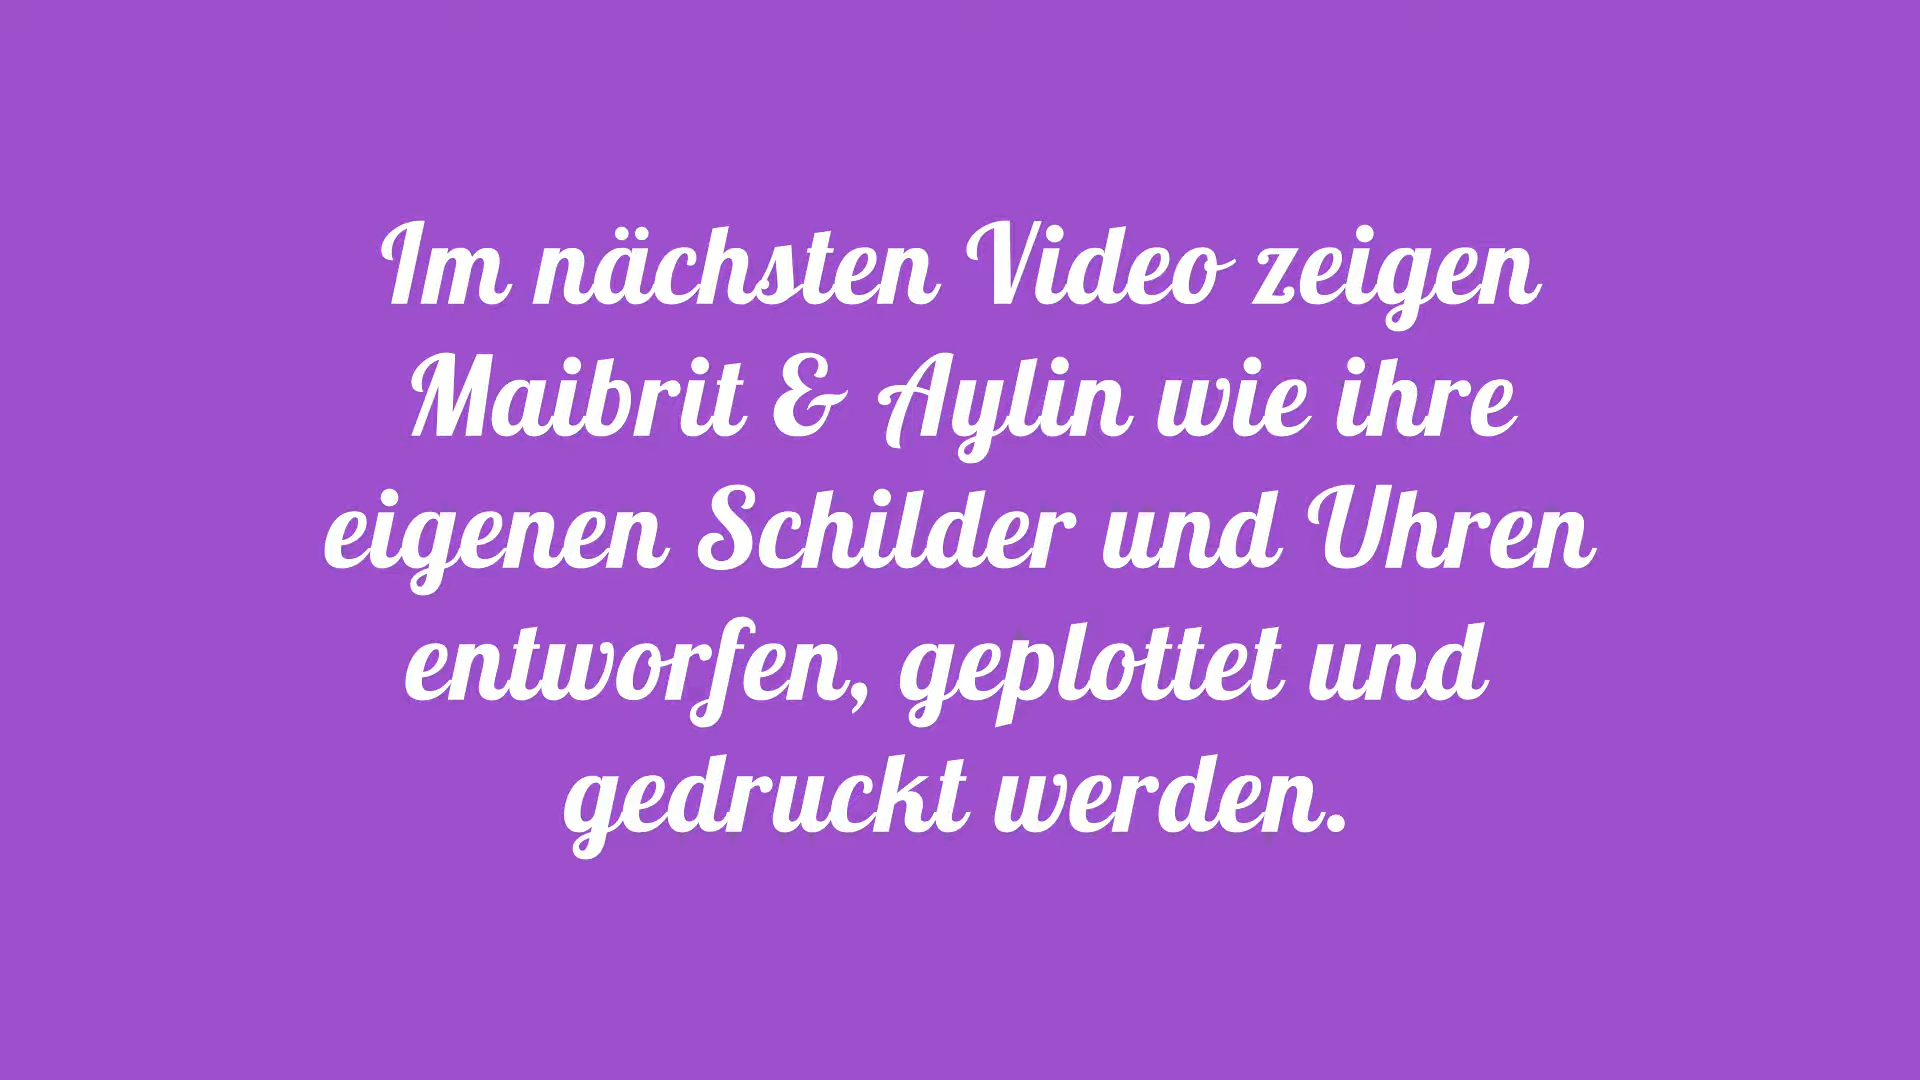 Im nächsten Video zeigen
Maibrit & Aylin wie ihre
eigenen Schilder und Uhren
entworfen, geplottet und
gedruckt werden.